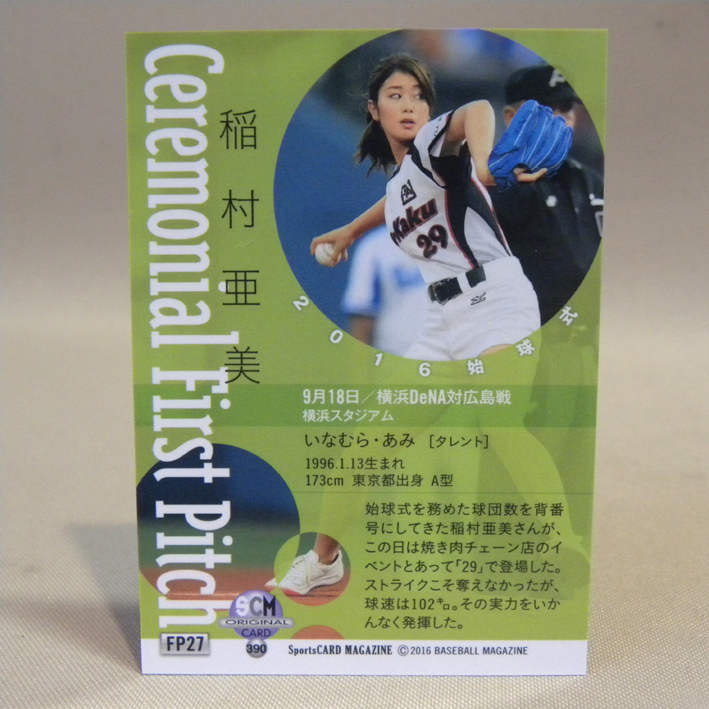 Ceremonial First Pitch
稲村亜美
Kaku
29
2016始球式
9月18日／横浜DeNA対広島戦
横浜スタジアム
いなむら・あみ ［タレント］
1996.1.13生まれ
173cm 東京都出身 A型
始球式を務めた球団数を背番
号にしてきた稲村亜美さんが、
この日は焼き肉チェーン店のイ
ベントとあって「29」で登場した。
ストライクこそ奪えなかったが、
球速は102㌔。その実力をいか
んなく発揮した。
SCM
ORIGINAL
CARD
390
FP27
SportsCARD MAGAZINE ©2016 BASEBALL MAGAZINE